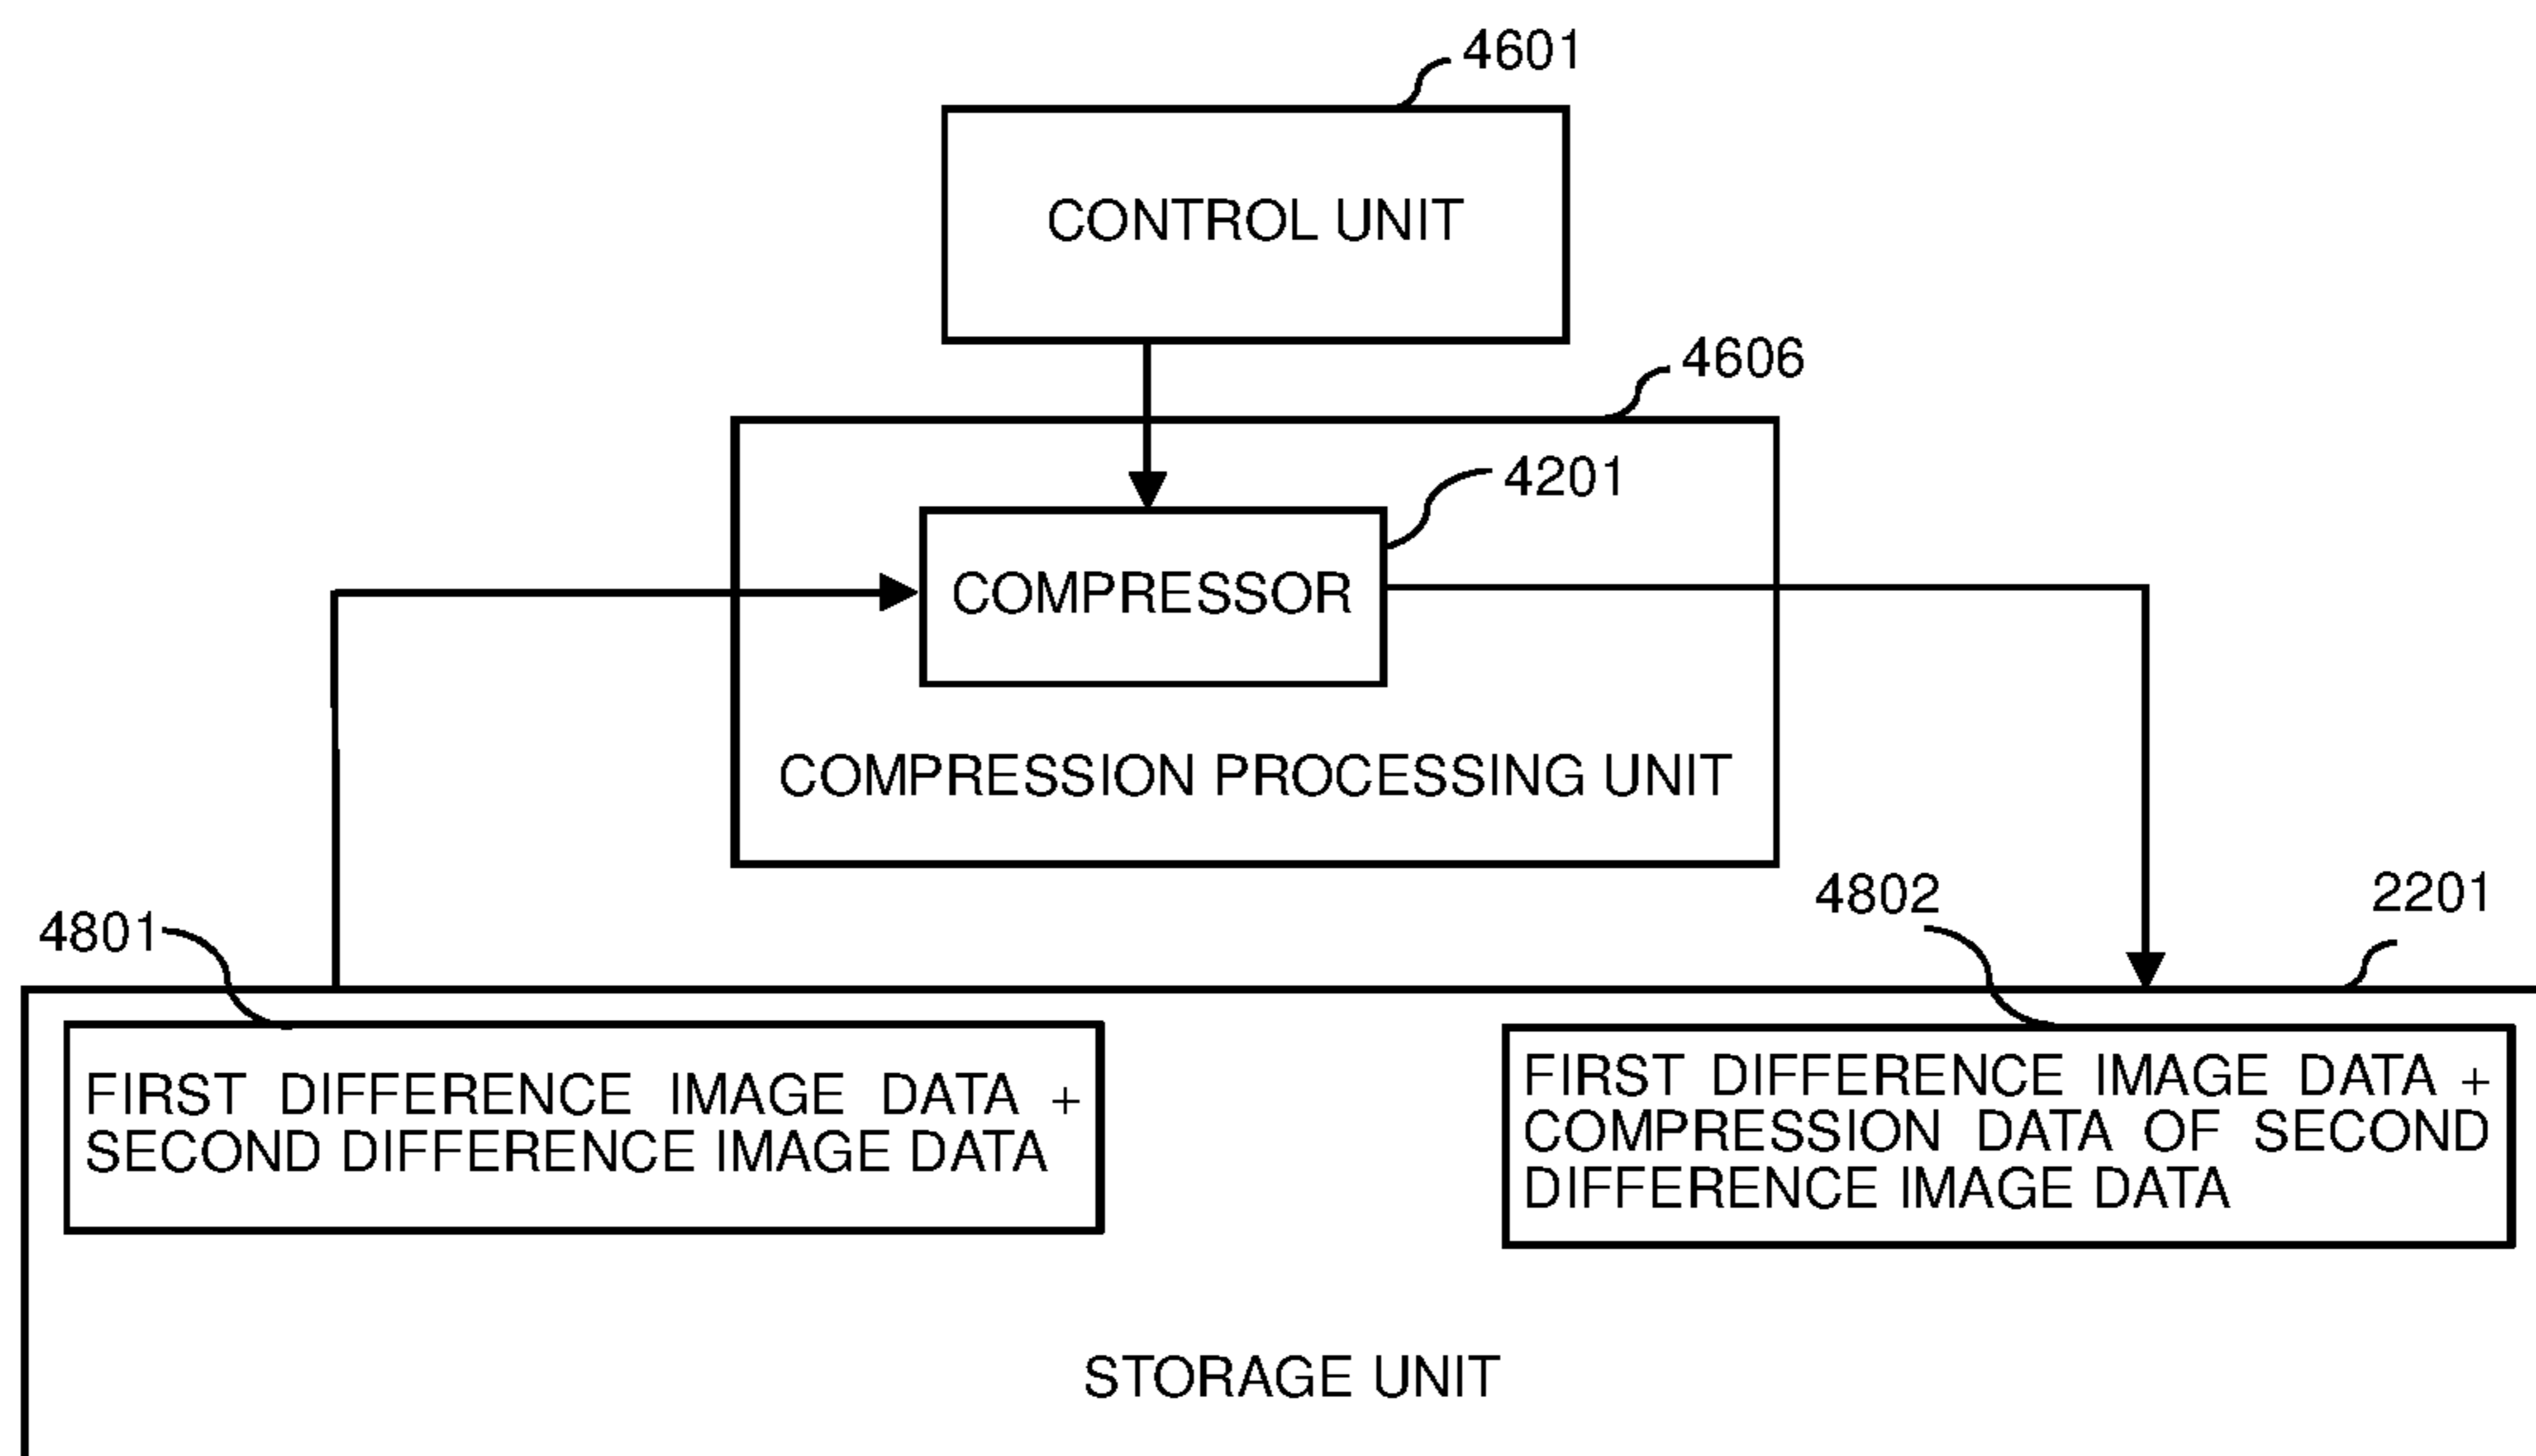 4601
CONTROL UNIT
4606
4201
COMPRESSOR
COMPRESSION PROCESSING UNIT
4801
4802
2201
FIRST DIFFERENCE IMAGE DATA +
SECOND DIFFERENCE IMAGE DATA
FIRST DIFFERENCE IMAGE DATA +
COMPRESSION DATA OF SECOND
DIFFERENCE IMAGE DATA
STORAGE UNIT